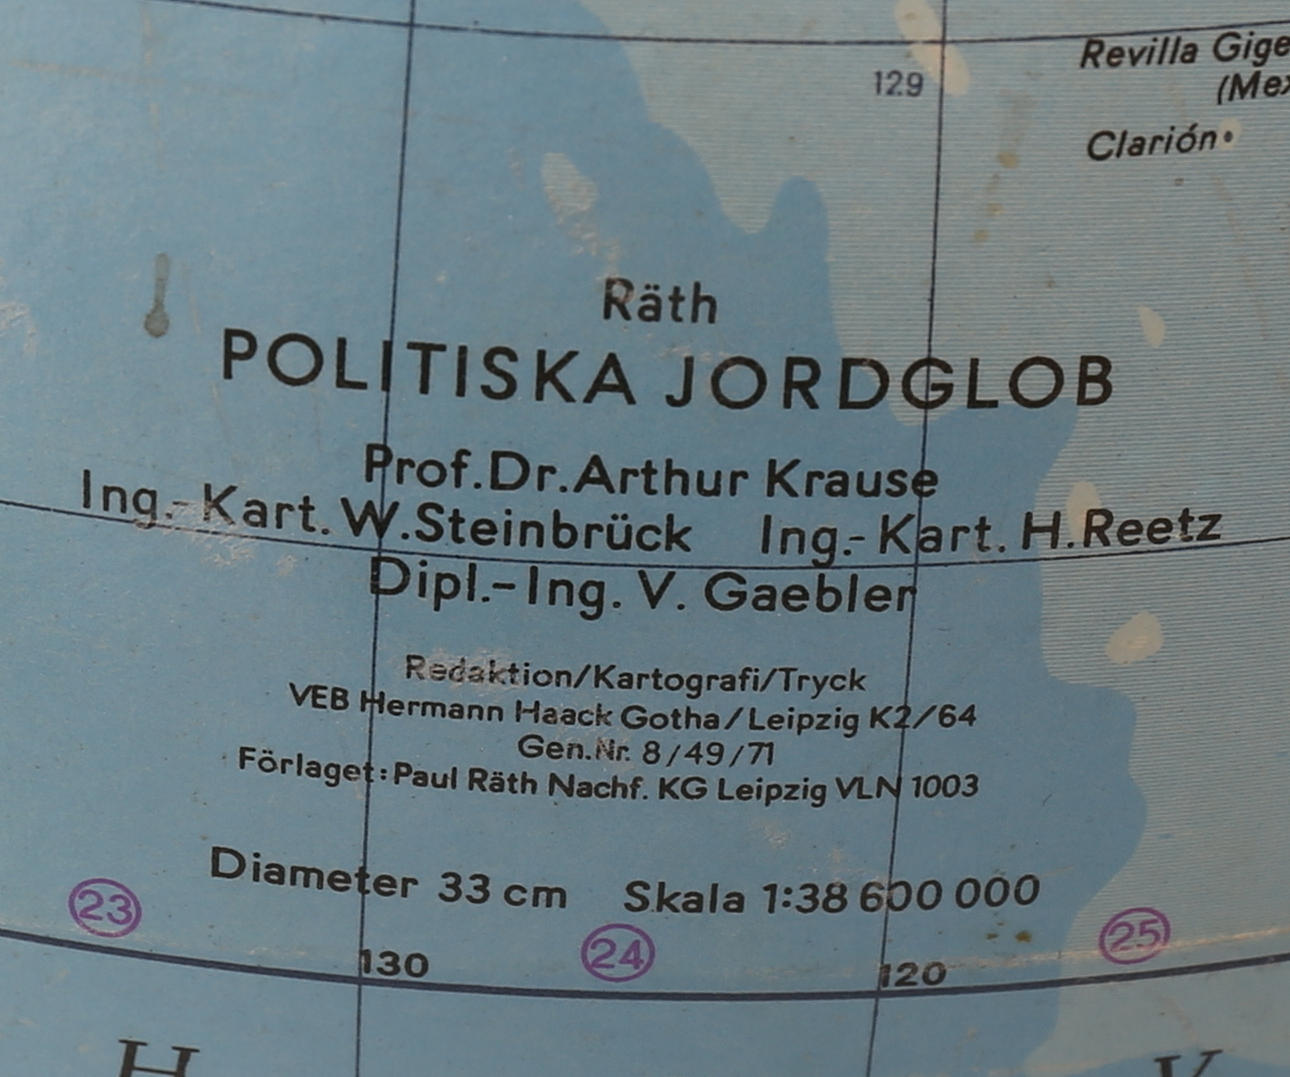 Revilla Gige
129
(Mex
Clarión
Räth
POLITISKA JORDGLOB
Prof. Dr. Arthur Krause
Ing.-Kart. W. Steinbrück Ing.-Kart. H. Reetz
Dipl.-Ing. V. Gaebler
Redaktion/Kartografi/Tryck
VEB Hermann Haack Gotha/Leipzig K2/64
Gen. Nr. 8/49/71
Förlaget: Paul Räth Nachf. KG Leipzig VLN 1003
Diameter 33 cm Skala 1:38 600 000
23
24
25
130
120
H
V